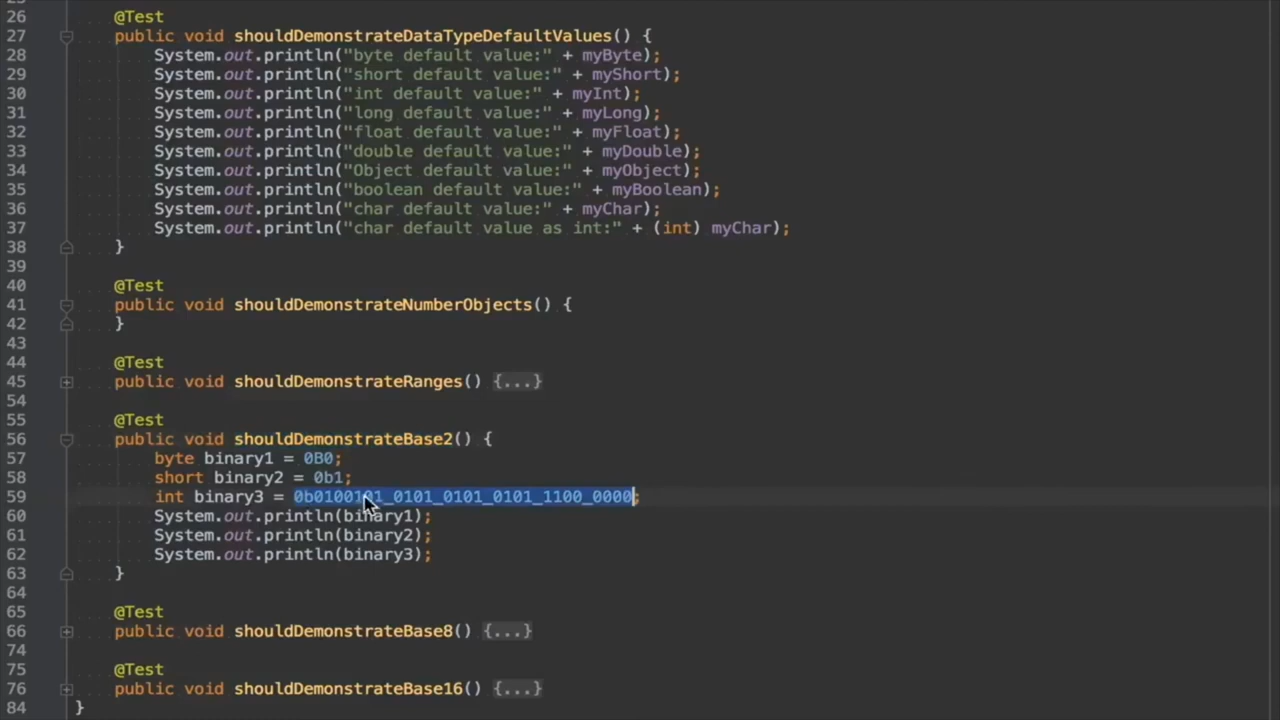 26 @Test
27 public void shouldDemonstrateDataTypeDefaultValues() {
28 System.out.println("byte default value:" + myByte);
29 System.out.println("short default value:" + myShort);
30 System.out.println("int default value:" + myInt);
31 System.out.println("long default value:" + myLong);
32 System.out.println("float default value:" + myFloat);
33 System.out.println("double default value:" + myDouble);
34 System.out.println("Object default value:" + myObject);
35 System.out.println("boolean default value:" + myBoolean);
36 System.out.println("char default value:" + myChar);
37 System.out.println("char default value as int:" + (int) myChar);
38 }
39
40 @Test
41 public void shouldDemonstrateNumberObjects() {
42 }
43
44 @Test
45 public void shouldDemonstrateRanges() {...}
54
55 @Test
56 public void shouldDemonstrateBase2() {
57 byte binary1 = 0B0;
58 short binary2 = 0b1;
59 int binary3 = 0b0100101_0101_0101_0101_1100_0000;
60 System.out.println(binary1);
61 System.out.println(binary2);
62 System.out.println(binary3);
63 }
64
65 @Test
66 public void shouldDemonstrateBase8() {...}
74
75 @Test
76 public void shouldDemonstrateBase16() {...}
84 }